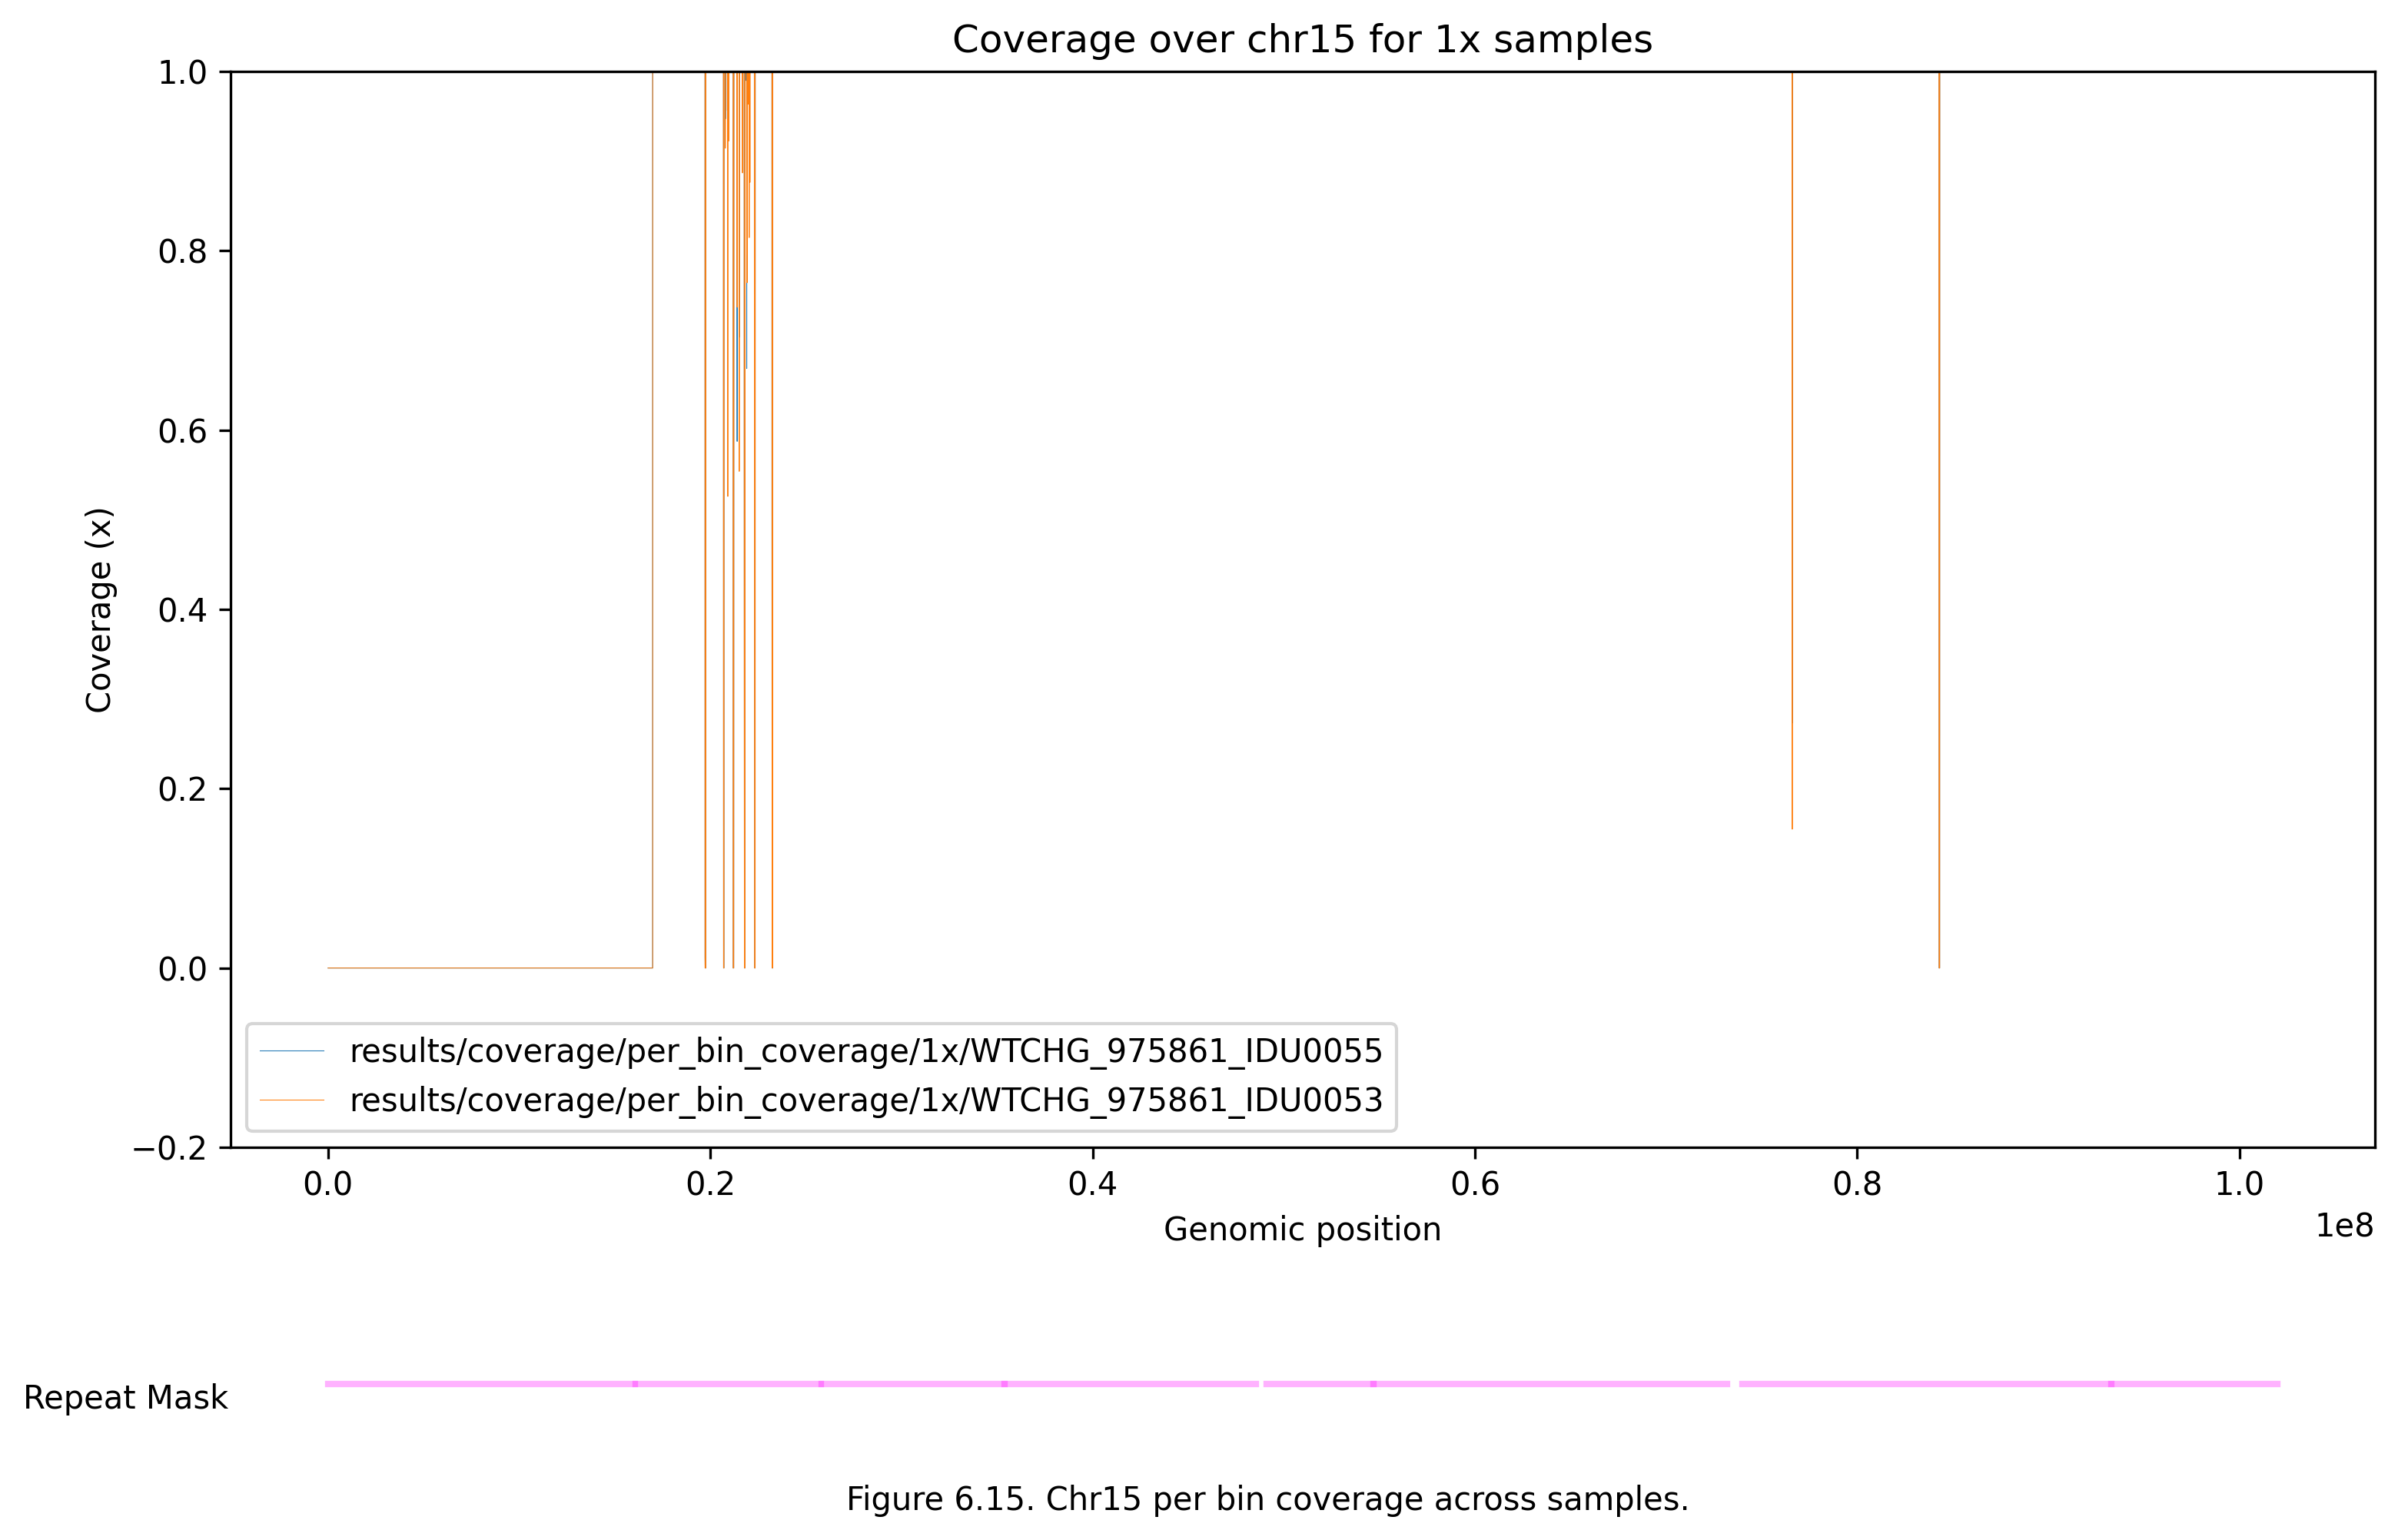 Coverage over chr15 for 1x samples
1.0
0.8
0.6
0.4
0.2
0.0
−0.2
Coverage (x)
results/coverage/per_bin_coverage/1x/WTCHG_975861_IDU0055
results/coverage/per_bin_coverage/1x/WTCHG_975861_IDU0053
0.0 0.2 0.4 0.6 0.8 1.0
Genomic position
1e8
Repeat Mask
Figure 6.15. Chr15 per bin coverage across samples.